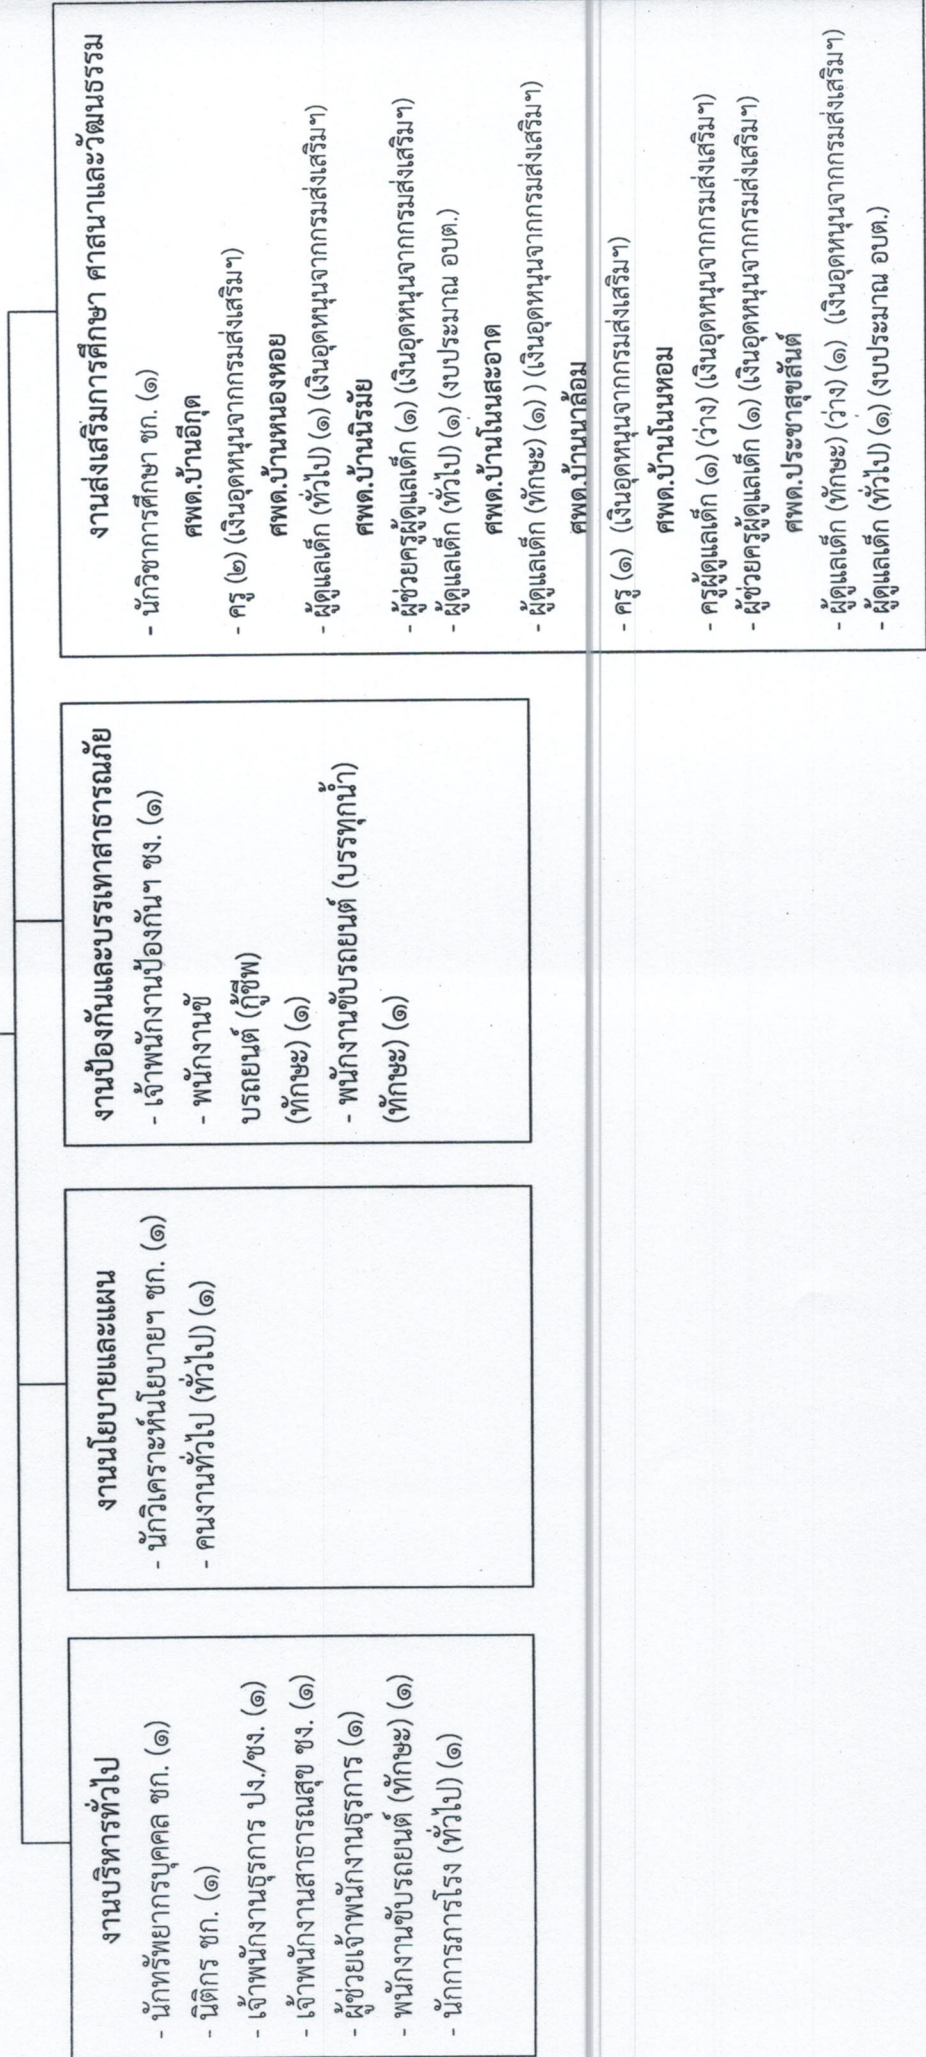 งานบริหารทั่วไป
- นักทรัพยากรบุคคล ชก. (๑)
- นิติกร ชก. (๑)
- เจ้าพนักงานธุรการ ปง./ชง. (๑)
- เจ้าพนักงานสาธารณสุข ชง. (๑)
- ผู้ช่วยเจ้าพนักงานธุรการ (๑)
- พนักงานขับรถยนต์ (ทักษะ) (๑)
- นักการภารโรง (ทั่วไป) (๑)
งานนโยบายและแผน
- นักวิเคราะห์นโยบายฯ ชก. (๑)
- คนงานทั่วไป (ทั่วไป) (๑)
งานป้องกันและบรรเทาสาธารณภัย
- เจ้าพนักงานป้องกันฯ ชง. (๑)
- พนักงานขั
บรถยนต์ (กู้ชีพ)
(ทักษะ) (๑)
- พนักงานขับรถยนต์ (บรรทุกน้ำ)
(ทักษะ) (๑)
งานส่งเสริมการศึกษา ศาสนาและวัฒนธรรม
- นักวิชาการศึกษา ชก. (๑)
ศพด.บ้านอีกุด
- ครู (๒) (เงินอุดหนุนจากกรมส่งเสริมฯ)
ศพด.บ้านหนองหอย
- ผู้ดูแลเด็ก (ทั่วไป) (๑) (เงินอุดหนุนจากกรมส่งเสริมฯ)
ศพด.บ้านนิรมัย
- ผู้ช่วยครูผู้ดูแลเด็ก (๑) (เงินอุดหนุนจากกรมส่งเสริมฯ)
- ผู้ดูแลเด็ก (ทั่วไป) (๑) (งบประมาณ อบต.)
ศพด.บ้านโนนสะอาด
- ผู้ดูแลเด็ก (ทักษะ) (๑) ) (เงินอุดหนุนจากกรมส่งเสริมฯ)
ศพด.บ้านนาล้อม
- ครู (๑) (เงินอุดหนุนจากกรมส่งเสริมฯ)
ศพด.บ้านโนนหอม
- ครูผู้ดูแลเด็ก (๑) (ว่าง) (เงินอุดหนุนจากกรมส่งเสริมฯ)
- ผู้ช่วยครูผู้ดูแลเด็ก (๑) (เงินอุดหนุนจากกรมส่งเสริมฯ)
ศพด.ประชาสุขสันต์
- ผู้ดูแลเด็ก (ทักษะ) (ว่าง) (๑) (เงินอุดหนุนจากกรมส่งเสริมฯ)
- ผู้ดูแลเด็ก (ทั่วไป) (๑) (งบประมาณ อบต.)